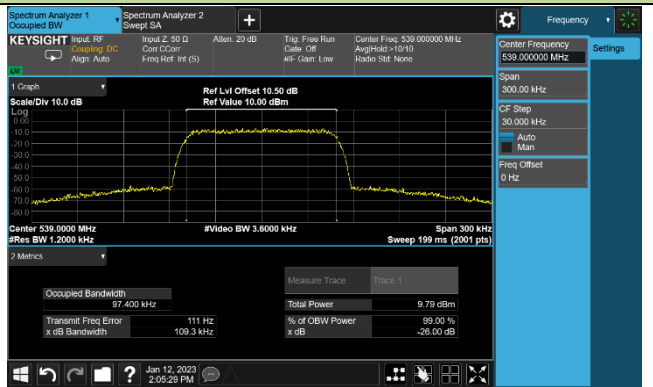 Spectrum Analyzer 1
Occupied BW
Spectrum Analyzer 2
Swept SA
+
Frequency
KEYSIGHT
Input: RF
Coupling: DC
Align: Auto
Input Z: 50 Ω
Corr CCorr
Freq Ref: Int (S)
Atten: 20 dB
Trig: Free Run
Gate: Off
#IF Gain: Low
Center Freq: 539.000000 MHz
Avg|Hold:>10/10
Radio Std: None
LXI
Center Frequency
539.000000 MHz
Settings
Span
300.00 kHz
CF Step
30.000 kHz
Auto
Man
Freq Offset
0 Hz
1 Graph
Scale/Div 10.0 dB
Ref Lvl Offset 10.50 dB
Ref Value 10.00 dBm
Log
0.00
-10.0
-20.0
-30.0
-40.0
-50.0
-60.0
-70.0
-80.0
Center 539.0000 MHz
#Res BW 1.2000 kHz
#Video BW 3.6000 kHz
Span 300 kHz
Sweep 199 ms (2001 pts)
2 Metrics
Measure Trace
Trace 1
Occupied Bandwidth
97.400 kHz
Total Power
9.79 dBm
Transmit Freq Error
111 Hz
% of OBW Power
99.00 %
x dB Bandwidth
109.3 kHz
x dB
-26.00 dB
?
Jan 12, 2023
2:05:29 PM